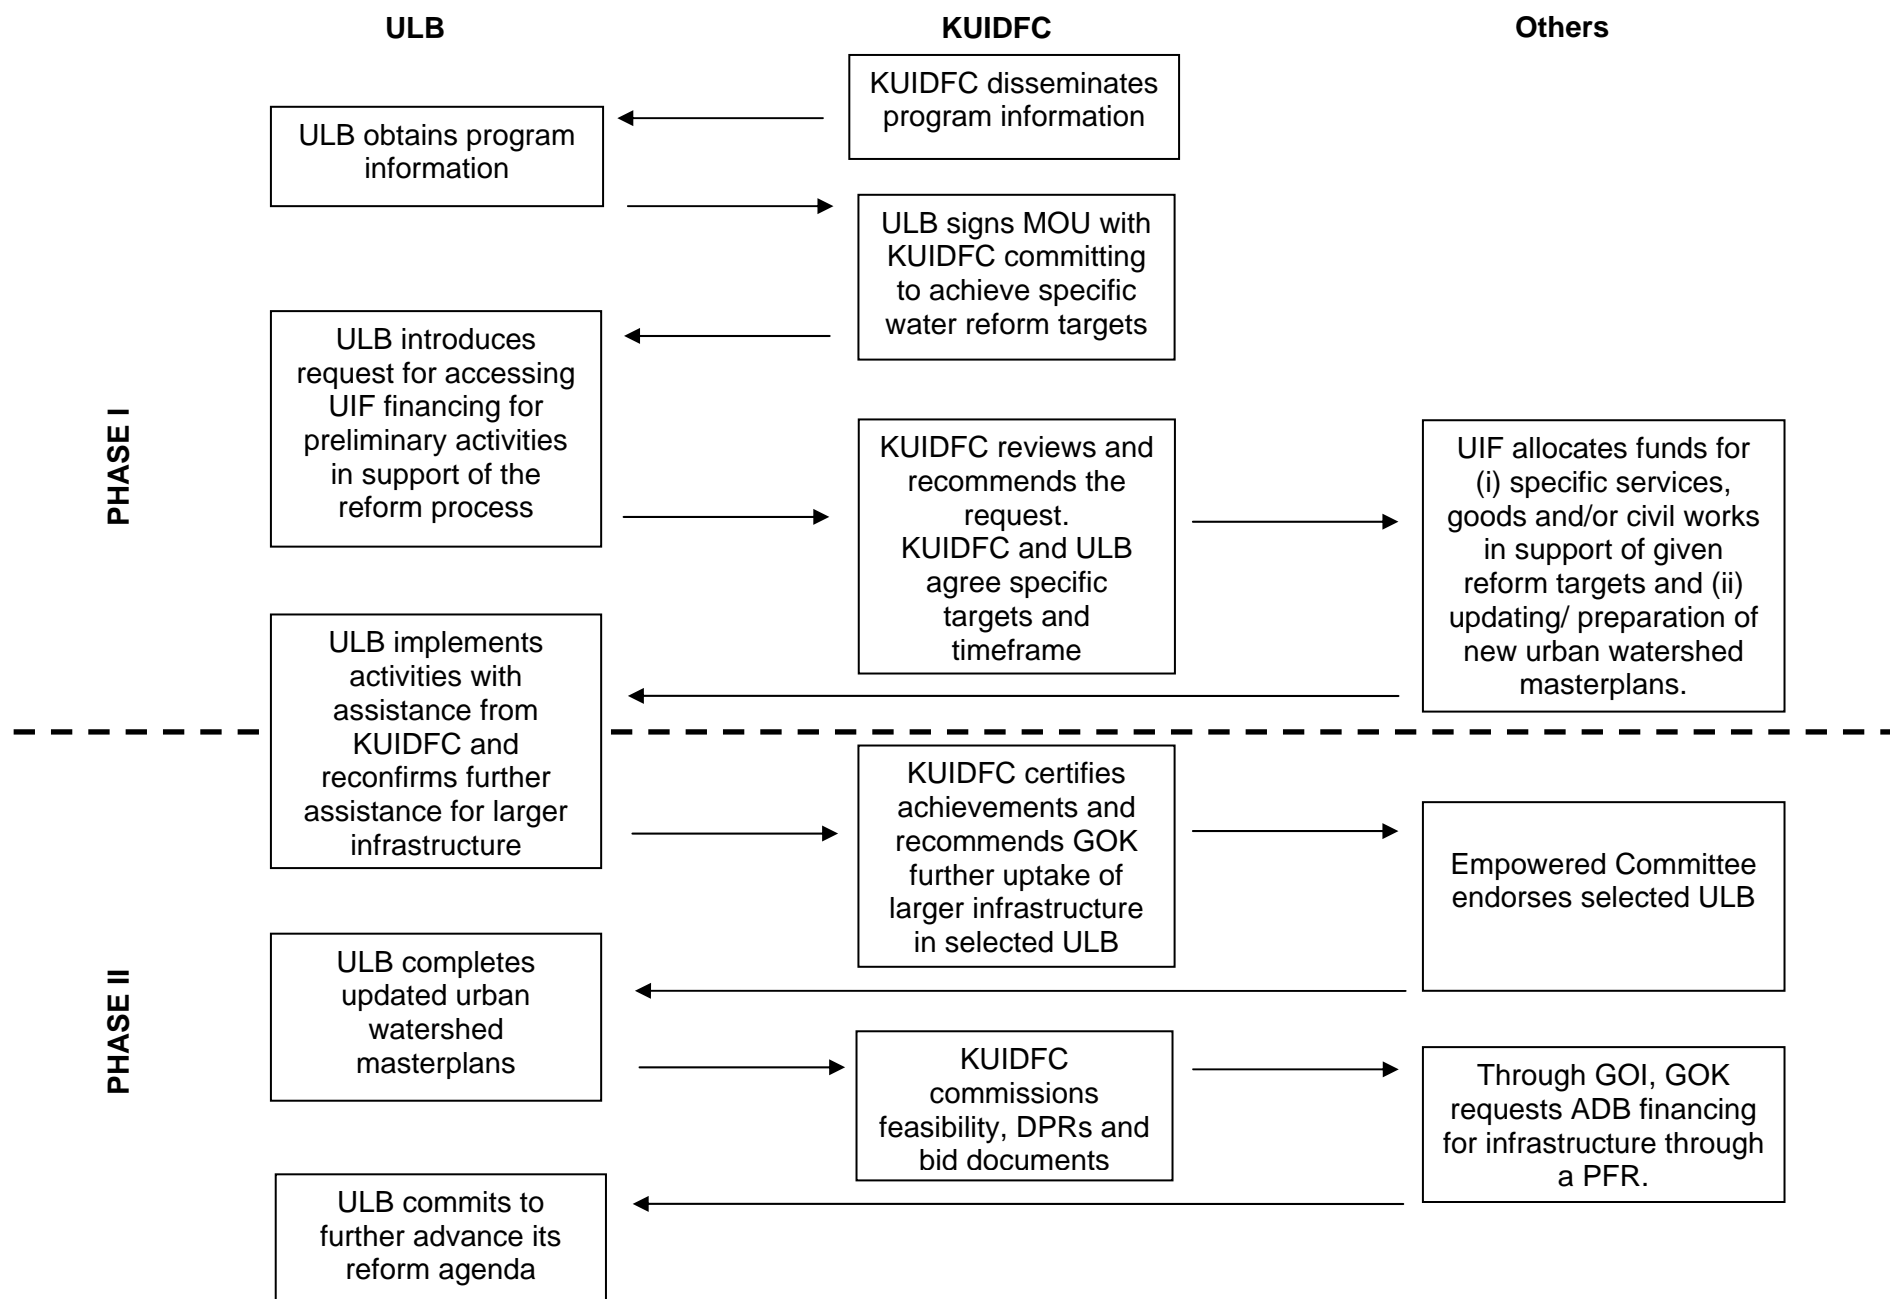 ULB
KUIDFC
Others
KUIDFC disseminates
program information
ULB obtains program
information
ULB signs MOU with
KUIDFC committing
to achieve specific
water reform targets
PHASE I
ULB introduces
request for accessing
UIF financing for
preliminary activities
in support of the
reform process
KUIDFC reviews and
recommends the
request.
KUIDFC and ULB
agree specific
targets and
timeframe
UIF allocates funds for
(i) specific services,
goods and/or civil works
in support of given
reform targets and (ii)
updating/ preparation of
new urban watershed
masterplans.
ULB implements
activities with
assistance from
KUIDFC and
reconfirms further
assistance for larger
infrastructure
PHASE II
KUIDFC certifies
achievements and
recommends GOK
further uptake of
larger infrastructure
in selected ULB
Empowered Committee
endorses selected ULB
ULB completes
updated urban
watershed
masterplans
KUIDFC
commissions
feasibility, DPRs and
bid documents
Through GOI, GOK
requests ADB financing
for infrastructure through
a PFR.
ULB commits to
further advance its
reform agenda